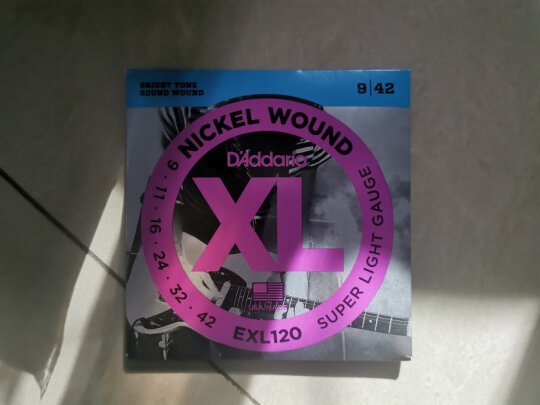 BRIGHT TONE
ROUND WOUND
9|42
NICKEL WOUND
D'Addario
XL
9 · 11 · 16 · 24 · 32 · 42
EXL120
SUPER LIGHT GAUGE